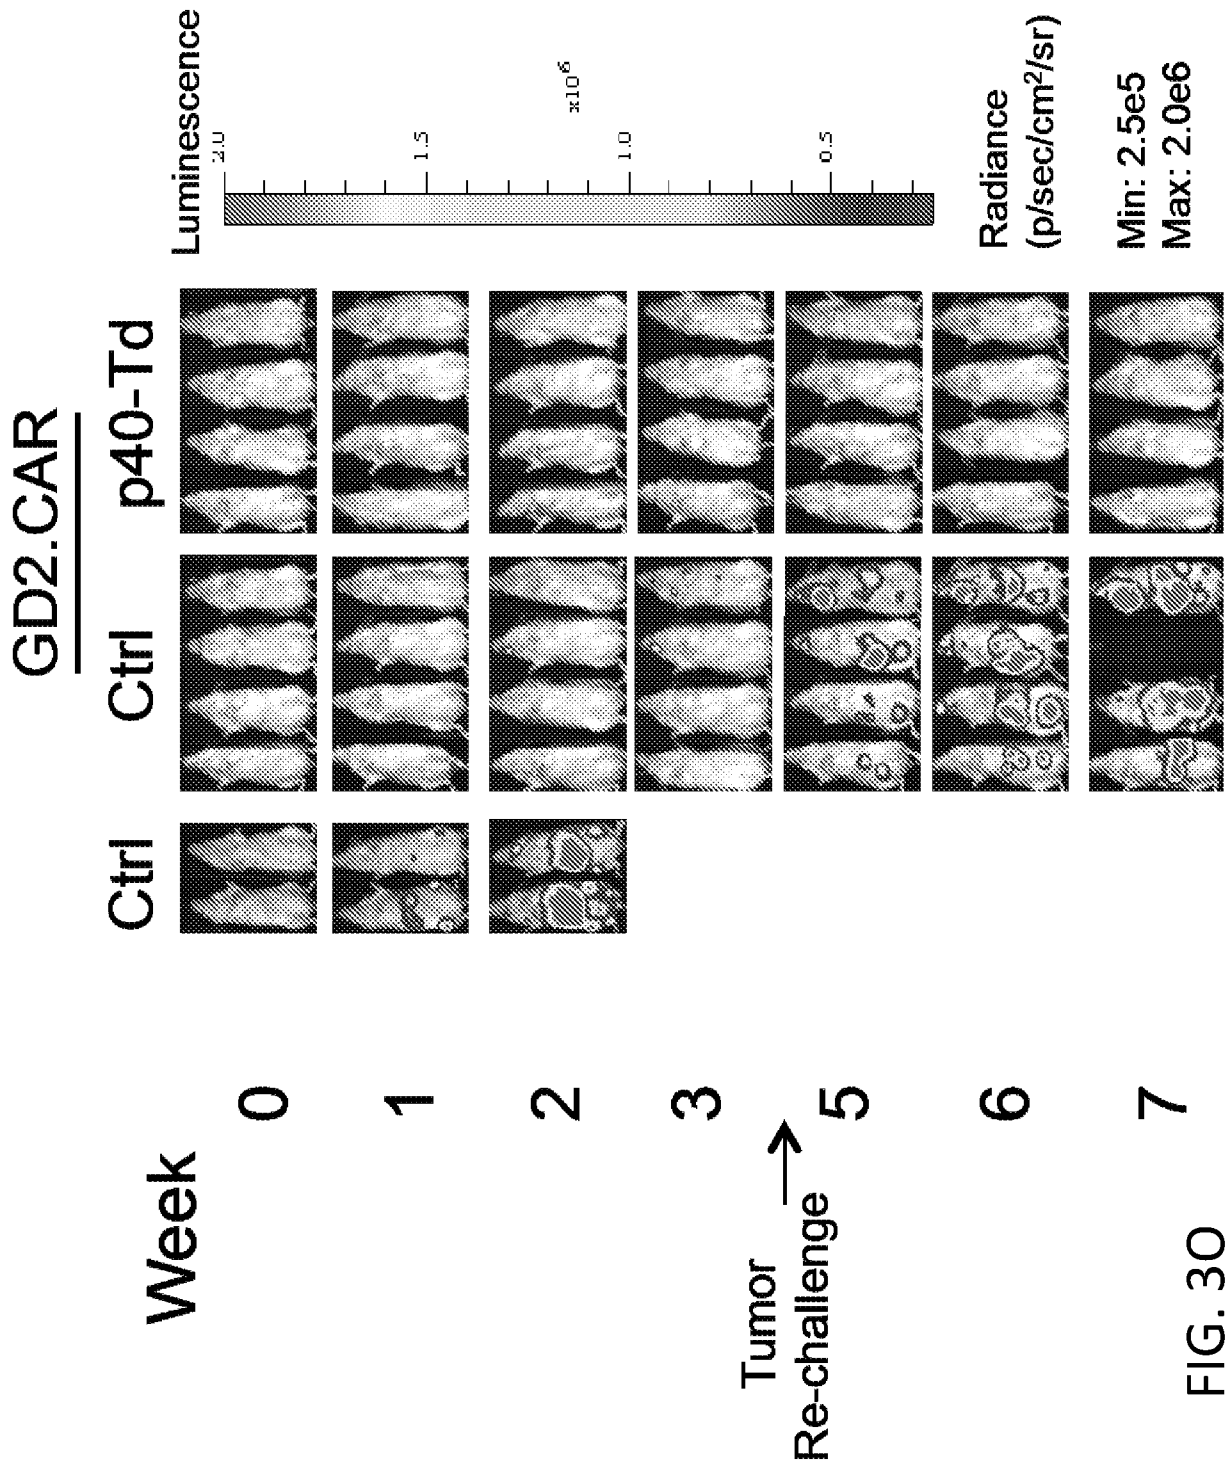 GD2.CAR
Week
Ctrl
Ctrl
p40-Td
Luminescence
0
1
2
3
5
6
7
Tumor
Re-challenge
2.0
1.5
1.0
0.5
x10⁶
Radiance
(p/sec/cm²/sr)
Min: 2.5e5
Max: 2.0e6
FIG. 3O